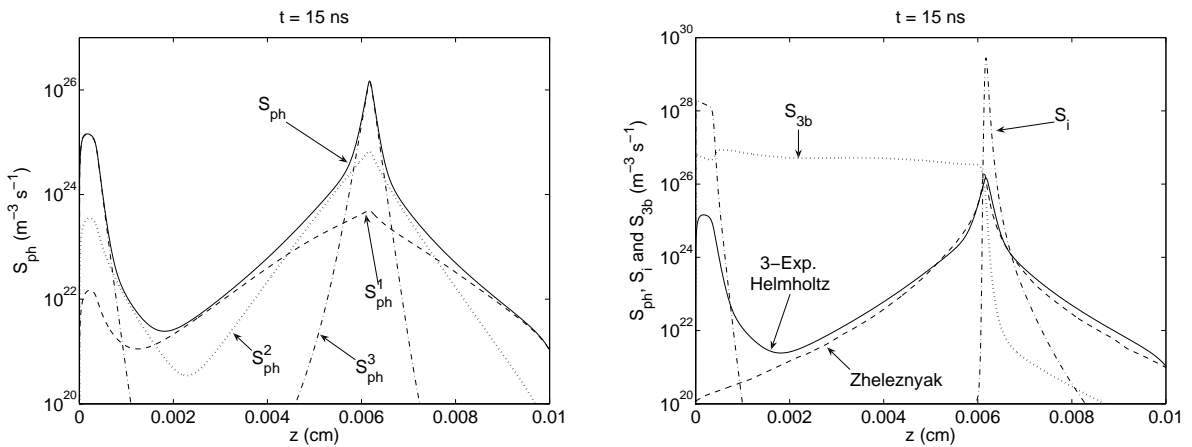 t = 15 ns
10^26
10^24
10^22
10^20
S_ph (m^−3 s^−1)
S_ph
S_ph^1
S_ph^2
S_ph^3
0 0.002 0.004 0.006 0.008 0.01
z (cm)
t = 15 ns
10^30
10^28
10^26
10^24
10^22
10^20
S_ph, S_i and S_3b (m^−3 s^−1)
S_3b
S_i
3−Exp.
Helmholtz
Zheleznyak
0 0.002 0.004 0.006 0.008 0.01
z (cm)